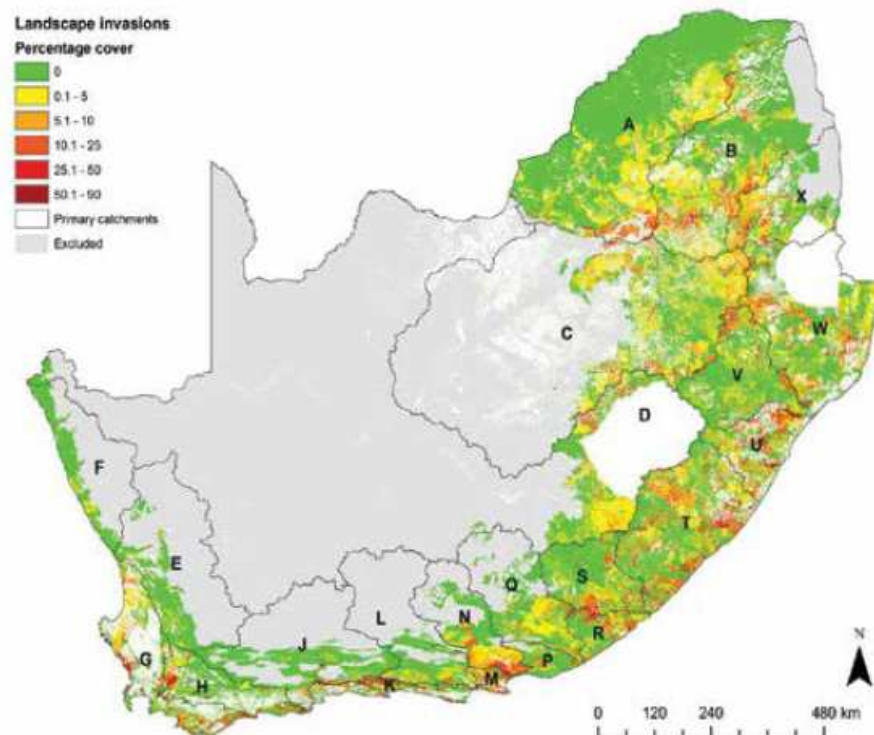 Landscape invasions
Percentage cover
0
0.1 - 5
5.1 - 10
10.1 - 25
25.1 - 50
50.1 - 90
Primary catchments
Excluded
A
B
X
C
W
V
D
U
F
T
E
S
Q
N
L
R
J
G
P
H
K
M
N
0 120 240 480 km